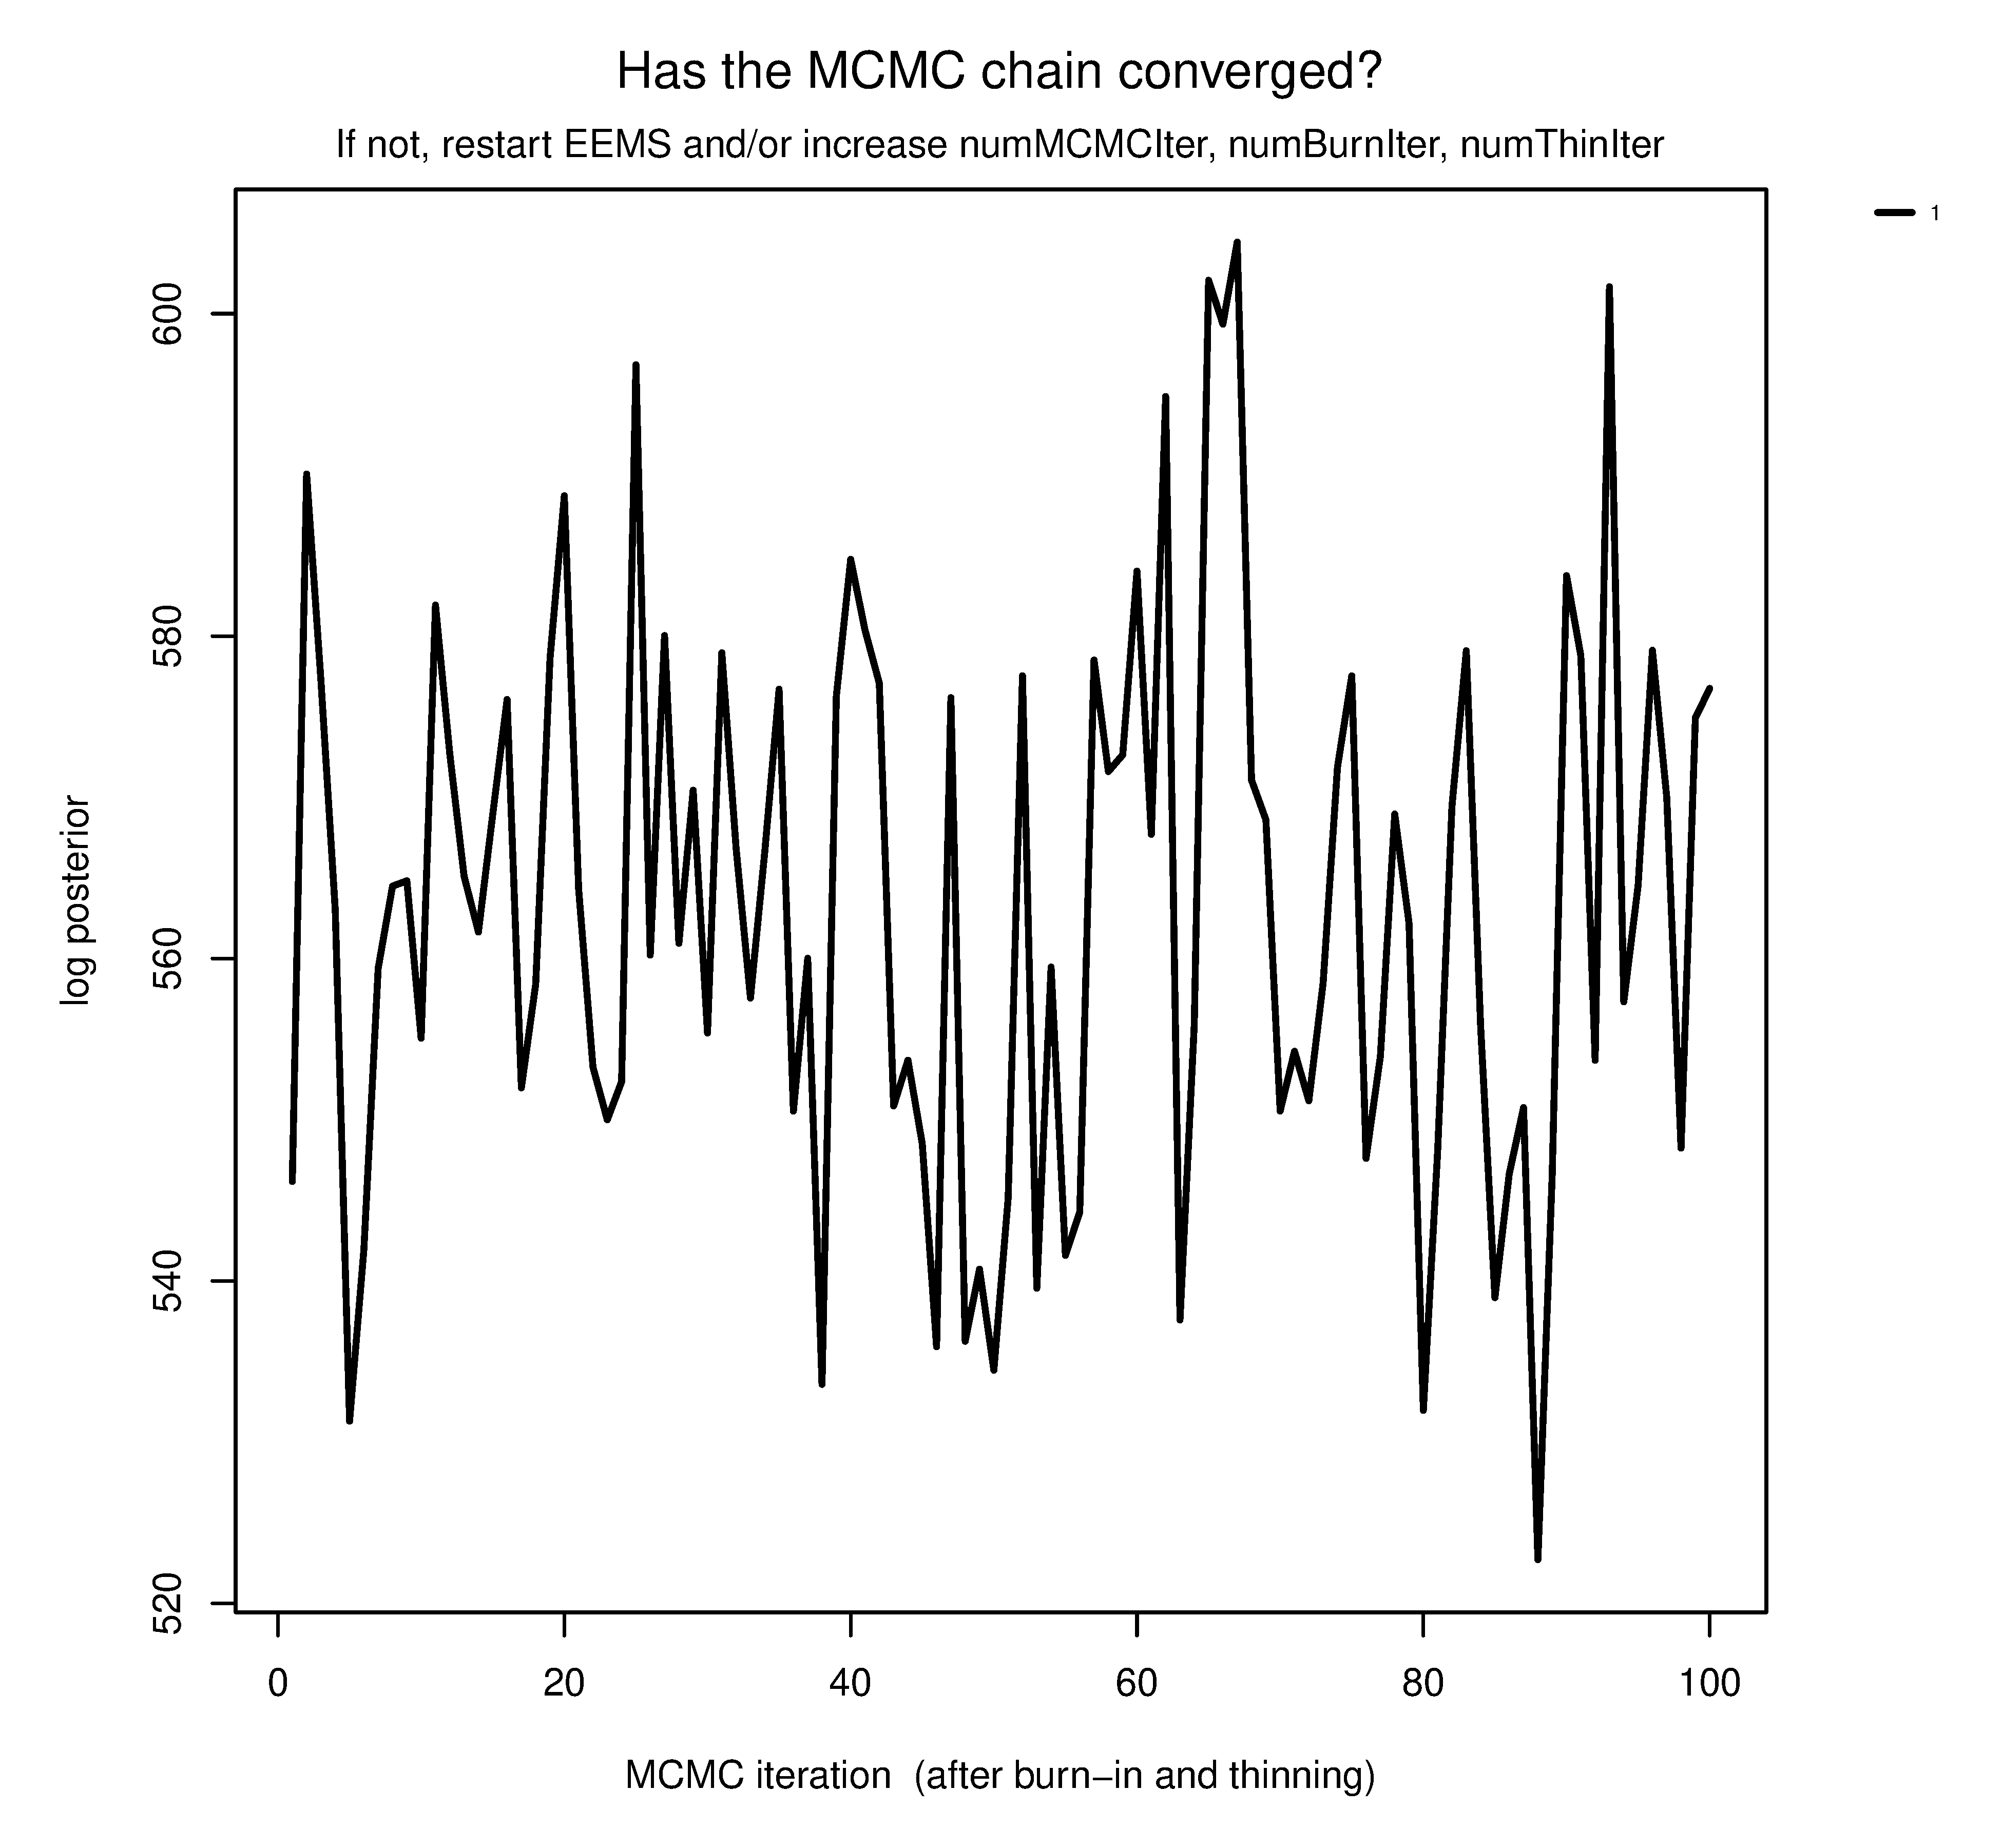 Has the MCMC chain converged?
If not, restart EEMS and/or increase numMCMCIter, numBurnIter, numThinIter
1
600
580
560
540
520
log posterior
0 20 40 60 80 100
MCMC iteration (after burn−in and thinning)